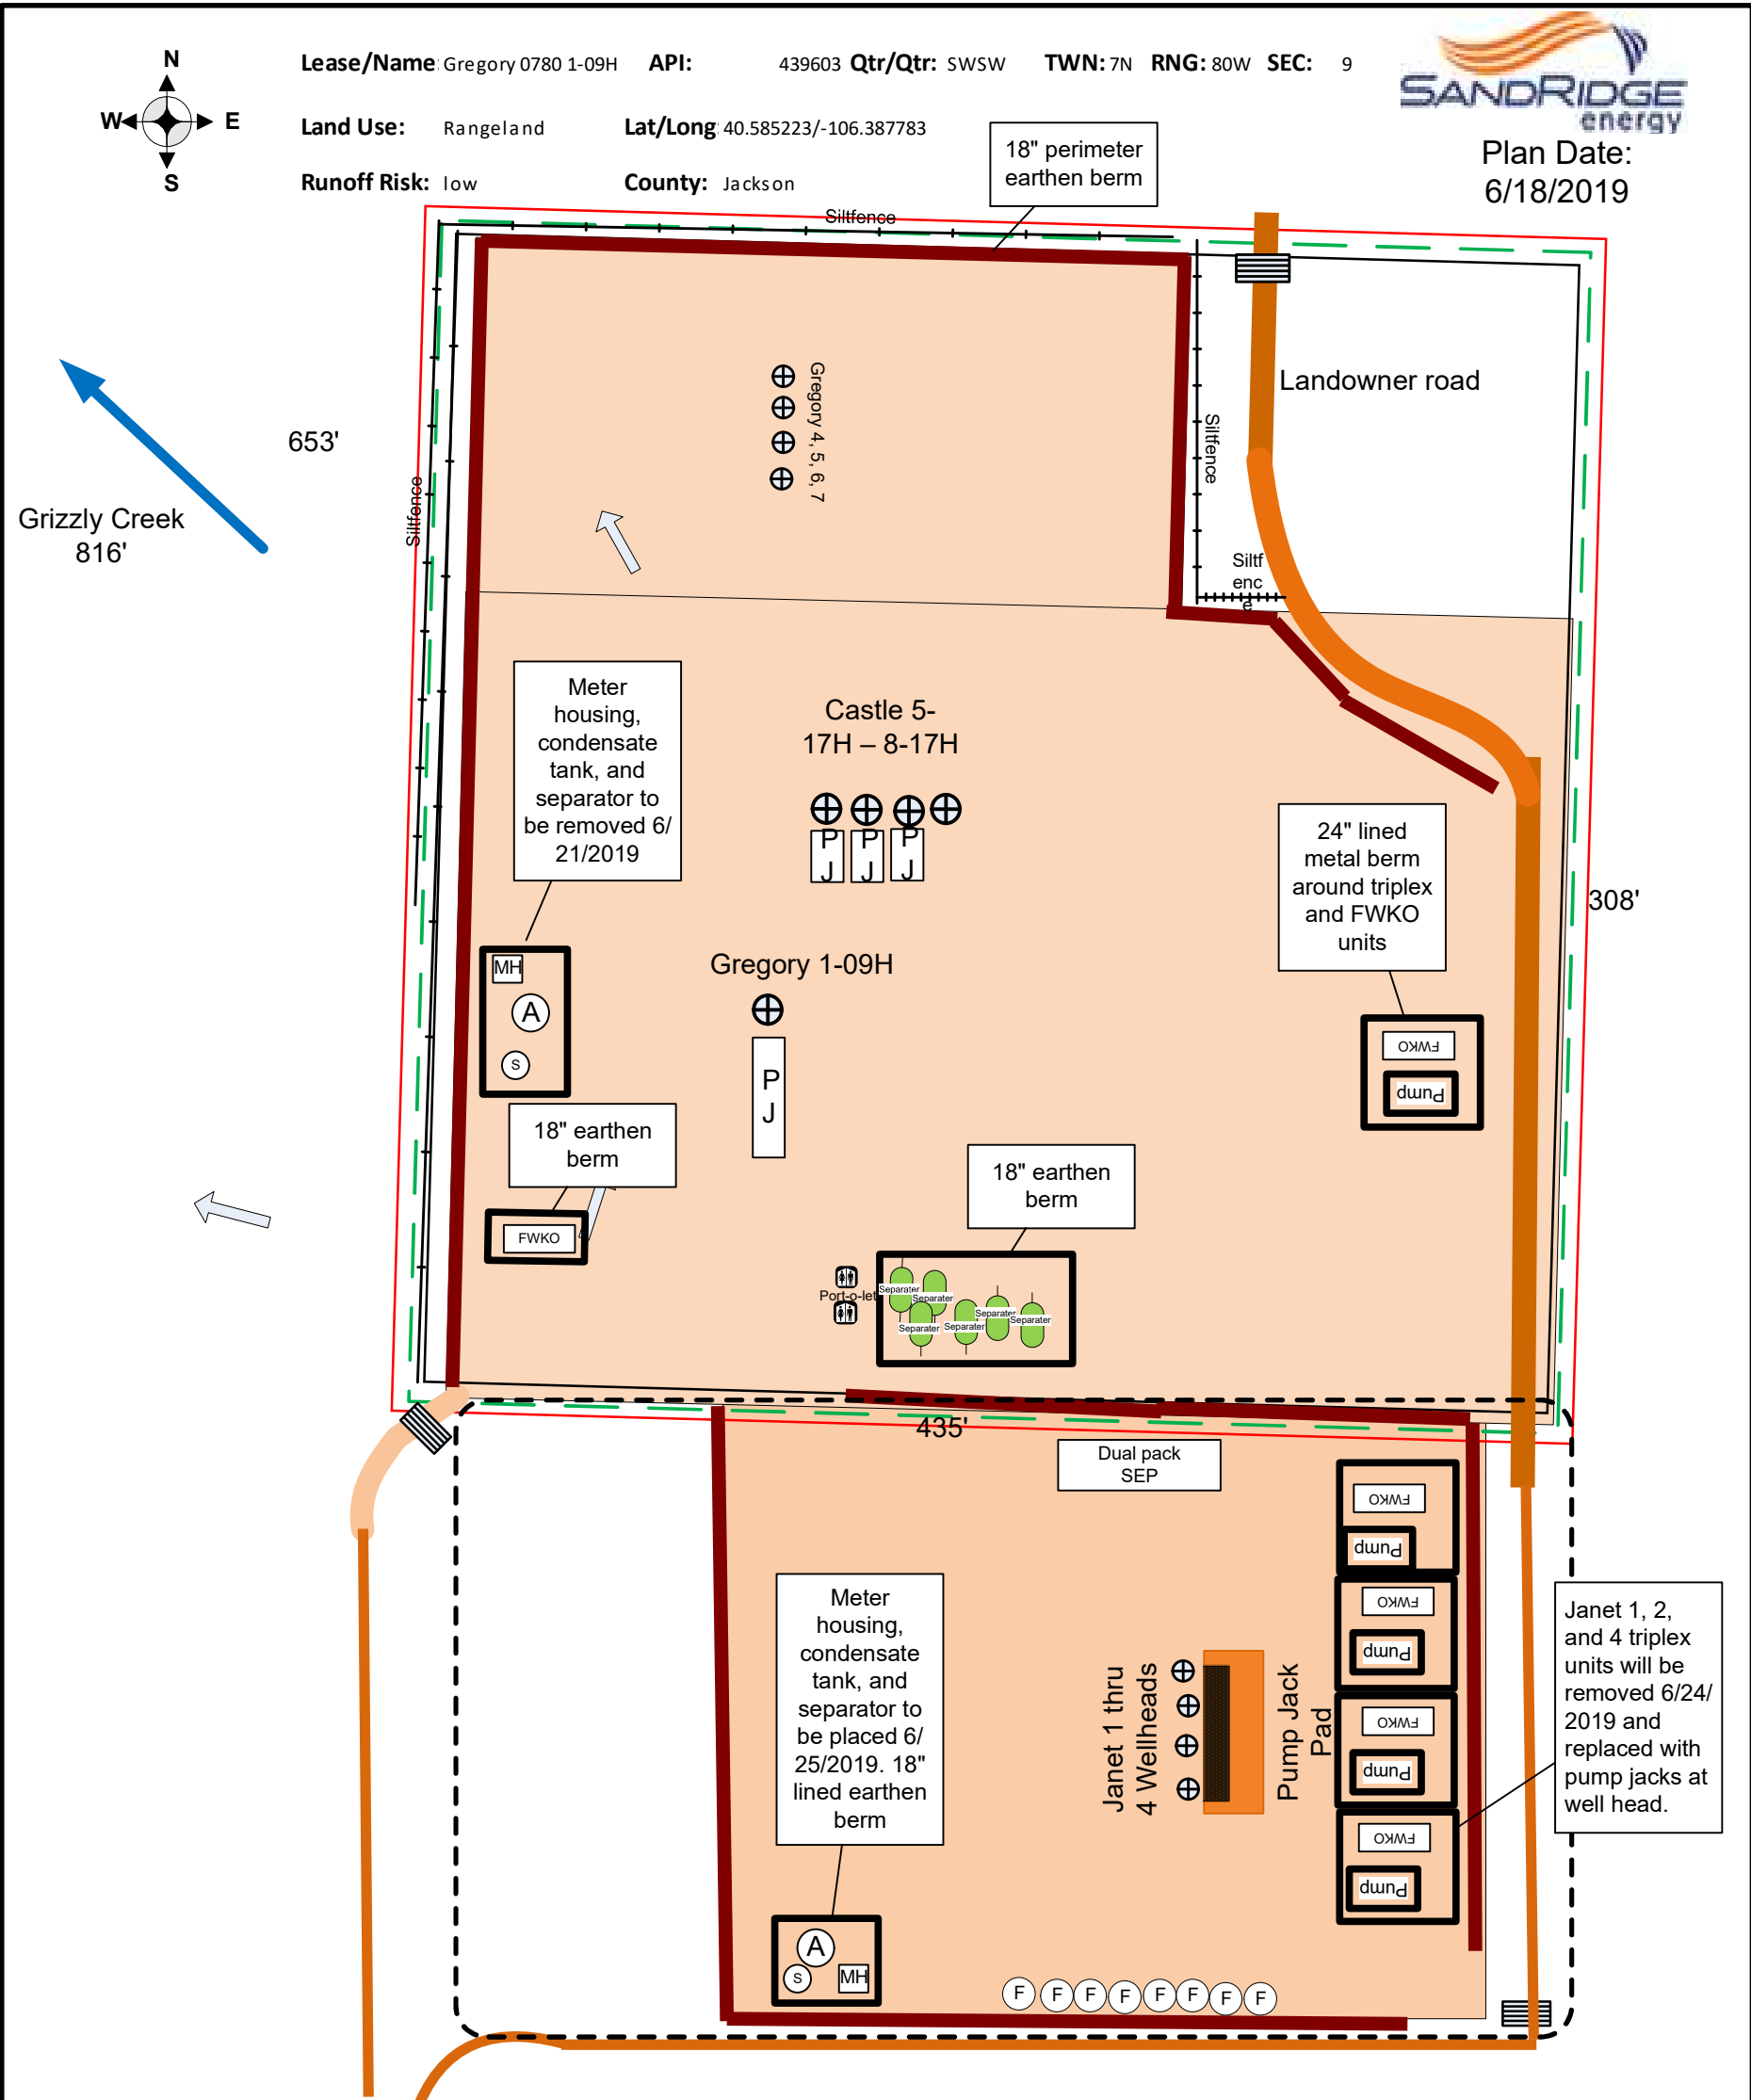 N
W E
S
Lease/Name: Gregory 0780 1-09H API: 439603 Qtr/Qtr: SWSW TWN: 7N RNG: 80W SEC: 9
Land Use: Rangeland Lat/Long 40.585223/-106.387783
Runoff Risk: low County: Jackson
SANDRIDGE
energy
Plan Date:
6/18/2019
18" perimeter
earthen berm
Siltfence
Landowner road
653'
Grizzly Creek
816'
Siltfence
Gregory 4, 5, 6, 7
Siltfence
Siltf
enc
e
Meter
housing,
condensate
tank, and
separator to
be removed 6/
21/2019
Castle 5-
17H – 8-17H
P
J
P
J
P
J
24" lined
metal berm
around triplex
and FWKO
units
308'
MH
A
S
Gregory 1-09H
P
J
FWKO
Pump
18" earthen
berm
FWKO
18" earthen
berm
Port-o-let
Separater
Separater
Separater
Separater
Separater
Separater
435'
Dual pack
SEP
FWKO
Pump
FWKO
Pump
FWKO
Pump
FWKO
Pump
Meter
housing,
condensate
tank, and
separator to
be placed 6/
25/2019. 18"
lined earthen
berm
Janet 1 thru
4 Wellheads
Pump Jack
Pad
Janet 1, 2,
and 4 triplex
units will be
removed 6/24/
2019 and
replaced with
pump jacks at
well head.
A
S
MH
F F F F F F F F